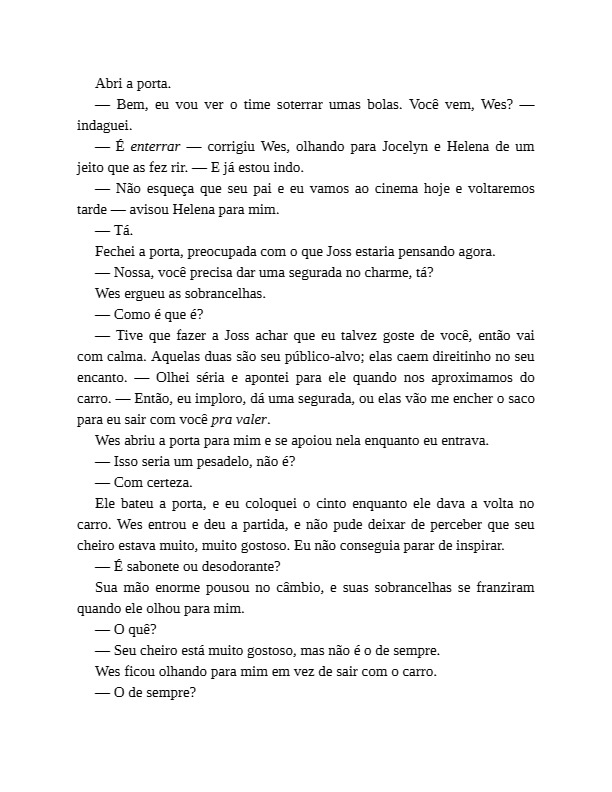 Abri a porta.
— Bem, eu vou ver o time soterrar umas bolas. Você vem, Wes? —
indaguei.
— É enterrar — corrigiu Wes, olhando para Jocelyn e Helena de um
jeito que as fez rir. — E já estou indo.
— Não esqueça que seu pai e eu vamos ao cinema hoje e voltaremos
tarde — avisou Helena para mim.
— Tá.
Fechei a porta, preocupada com o que Joss estaria pensando agora.
— Nossa, você precisa dar uma segurada no charme, tá?
Wes ergueu as sobrancelhas.
— Como é que é?
— Tive que fazer a Joss achar que eu talvez goste de você, então vai
com calma. Aquelas duas são seu público-alvo; elas caem direitinho no seu
encanto. — Olhei séria e apontei para ele quando nos aproximamos do
carro. — Então, eu imploro, dá uma segurada, ou elas vão me encher o saco
para eu sair com você pra valer.
Wes abriu a porta para mim e se apoiou nela enquanto eu entrava.
— Isso seria um pesadelo, não é?
— Com certeza.
Ele bateu a porta, e eu coloquei o cinto enquanto ele dava a volta no
carro. Wes entrou e deu a partida, e não pude deixar de perceber que seu
cheiro estava muito, muito gostoso. Eu não conseguia parar de inspirar.
— É sabonete ou desodorante?
Sua mão enorme pousou no câmbio, e suas sobrancelhas se franziram
quando ele olhou para mim.
— O quê?
— Seu cheiro está muito gostoso, mas não é o de sempre.
Wes ficou olhando para mim em vez de sair com o carro.
— O de sempre?